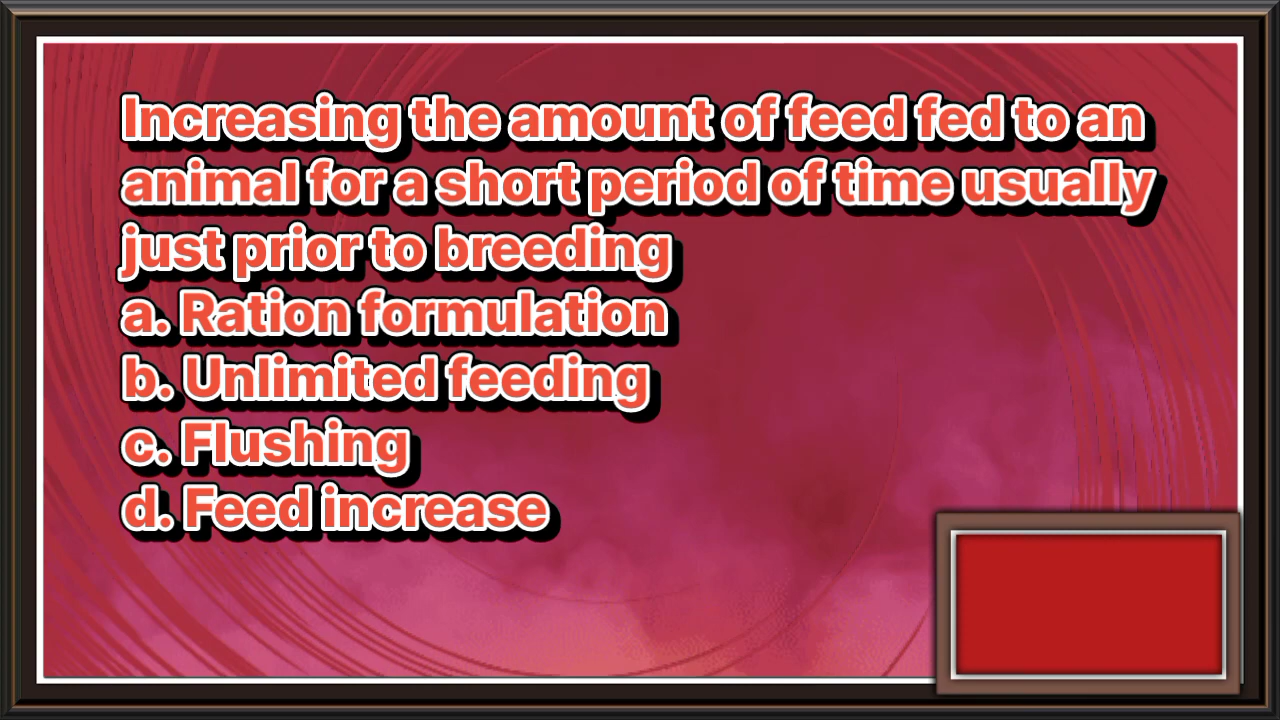 Increasing the amount of feed fed to an
animal for a short period of time usually
just prior to breeding
a. Ration formulation
b. Unlimited feeding
c. Flushing
d. Feed increase